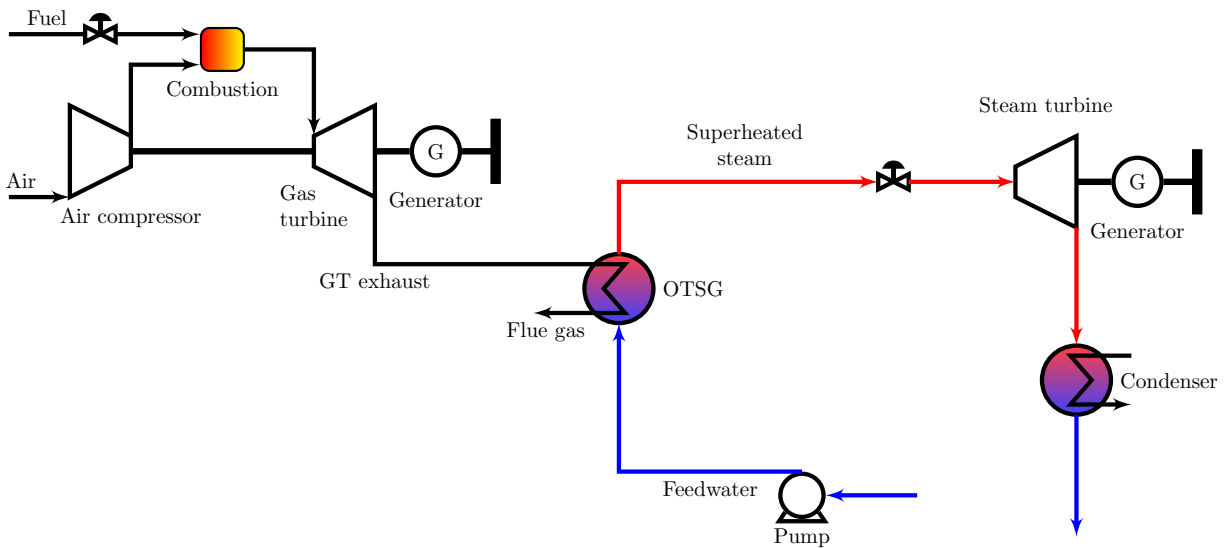 Fuel
Combustion
Air
Air compressor
Gas
turbine
G
Generator
GT exhaust
Superheated
steam
Steam turbine
G
Generator
OTSG
Flue gas
Condenser
Feedwater
Pump